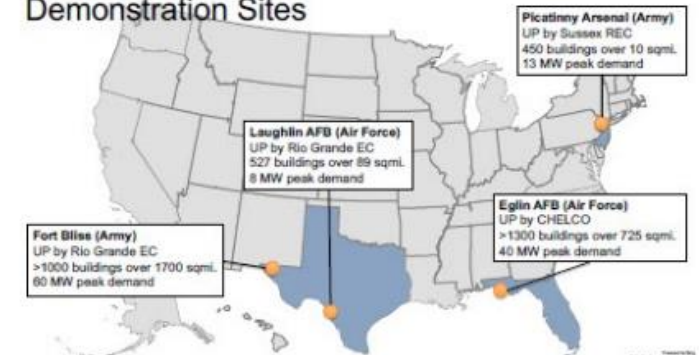 Demonstration Sites
Picatinny Arsenal (Army)
UP by Sussex REC
450 buildings over 10 sqmi.
13 MW peak demand
Laughlin AFB (Air Force)
UP by Rio Grande EC
527 buildings over 89 sqmi.
8 MW peak demand
Eglin AFB (Air Force)
UP by CHELCO
>1300 buildings over 725 sqmi.
40 MW peak demand
Fort Bliss (Army)
UP by Rio Grande EC
>1000 buildings over 1700 sqmi.
60 MW peak demand